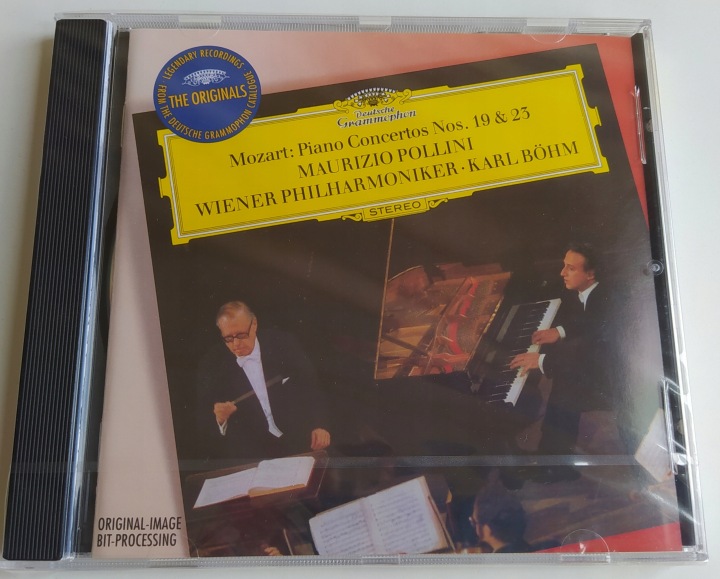 LEGENDARY RECORDINGS
THE ORIGINALS
FROM THE DEUTSCHE GRAMMOPHON CATALOGUE
Deutsche
Grammophon
Mozart: Piano Concertos Nos. 19 & 23
MAURIZIO POLLINI
WIENER PHILHARMONIKER · KARL BÖHM
STEREO
ORIGINAL-IMAGE
BIT-PROCESSING